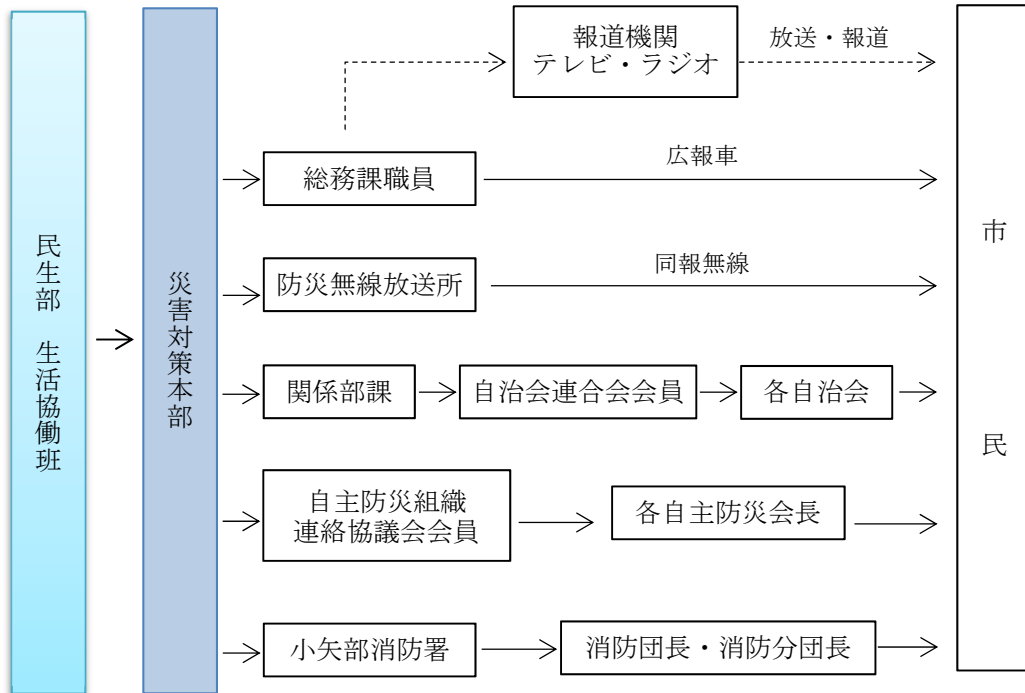 民生部　生活協働班
災害対策本部
報道機関
テレビ・ラジオ
放送・報道
総務課職員
広報車
防災無線放送所
同報無線
関係部課
自治会連合会会員
各自治会
自主防災組織
連絡協議会会員
各自主防災会長
小矢部消防署
消防団長・消防分団長
市民